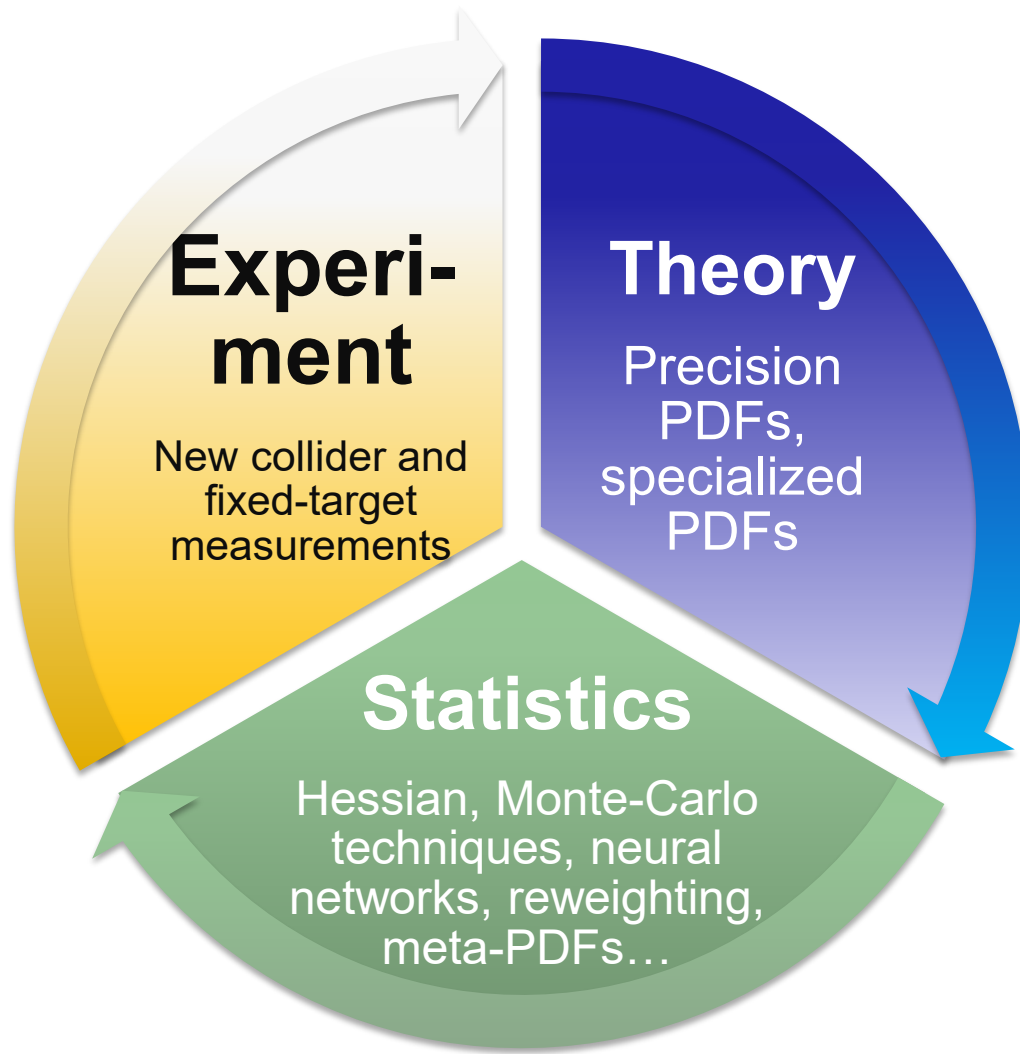 Experi-
ment
New collider and
fixed-target
measurements
Theory
Precision
PDFs,
specialized
PDFs
Statistics
Hessian, Monte-Carlo
techniques, neural
networks, reweighting,
meta-PDFs…